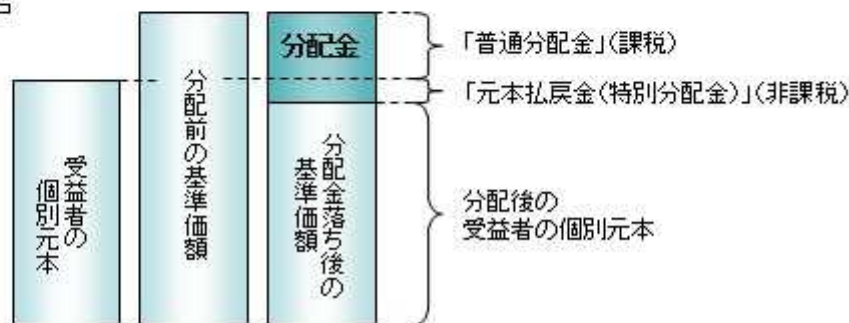 受益者の
個別元本
分配前の基準価額
分配金
分配金落ち後の
基準価額
「普通分配金」(課税)
「元本払戻金(特別分配金)」(非課税)
分配後の
受益者の個別元本